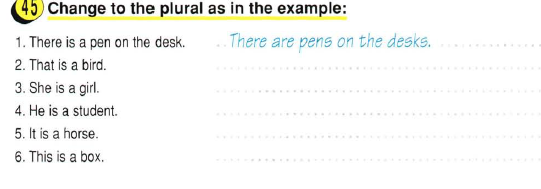 45 Change to the plural as in the example:
1. There is a pen on the desk. There are pens on the desks.
2. That is a bird.
3. She is a girl.
4. He is a student.
5. It is a horse.
6. This is a box.